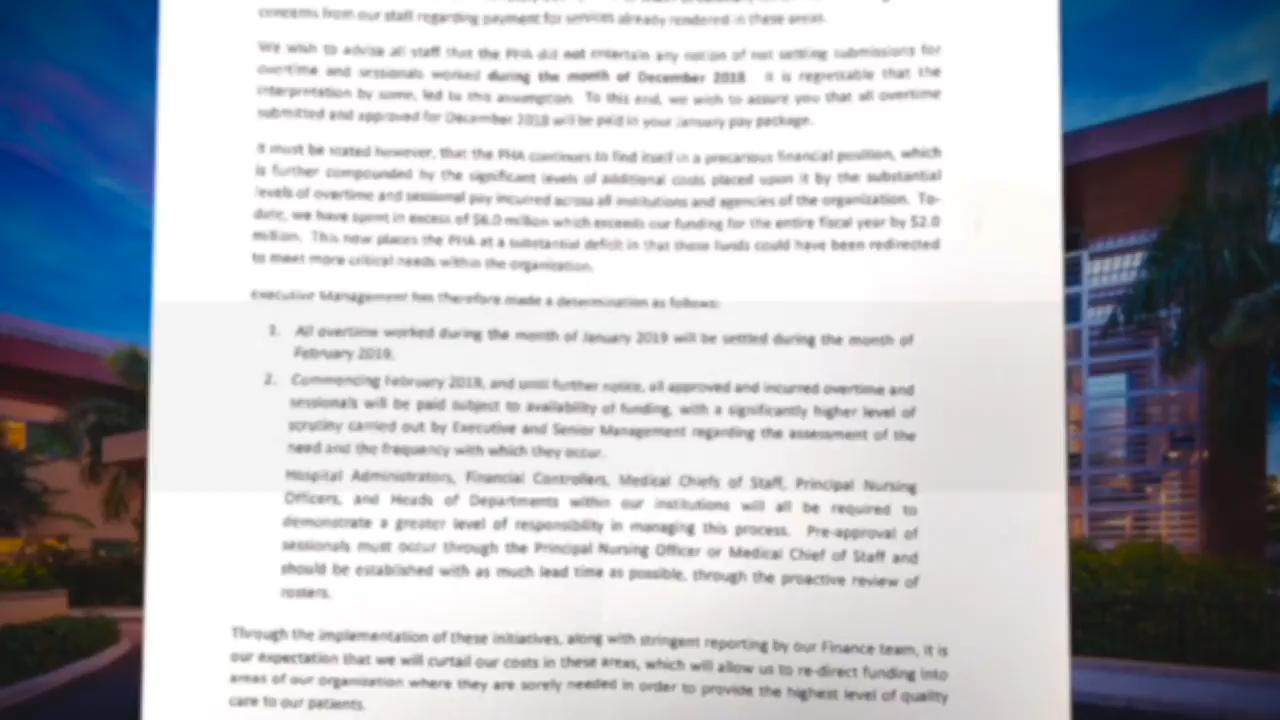 concerns from our staff regarding payment for services already rendered in these areas.
We wish to advise all staff that the PHA did not entertain any notion of not settling submissions for
overtime and sessionals worked during the month of December 2018. It is regrettable that the
interpretation by some, led to this assumption. To this end, we wish to assure you that all overtime
submitted and approved for December 2018 will be paid in your January pay package.
It must be stated however, that the PHA continues to find itself in a precarious financial position, which
is further compounded by the significant levels of additional costs placed upon it by the substantial
levels of overtime and sessional pay incurred across all institutions and agencies of the organization. To-
date, we have spent in excess of $6.0 million which exceeds our funding for the entire fiscal year by $2.0
million. This now places the PHA at a substantial deficit in that those funds could have been redirected
to meet more critical needs within the organization.
Executive Management has therefore made a determination as follows:
1. All overtime worked during the month of January 2019 will be settled during the month of
February 2019.
2. Commencing February 2019, and until further notice, all approved and incurred overtime and
sessionals will be paid subject to availability of funding, with a significantly higher level of
scrutiny carried out by Executive and Senior Management regarding the assessment of the
need and the frequency with which they occur.
Hospital Administrators, Financial Controllers, Medical Chiefs of Staff, Principal Nursing
Officers, and Heads of Departments within our institutions will all be required to
demonstrate a greater level of responsibility in managing this process. Pre-approval of
sessionals must occur through the Principal Nursing Officer or Medical Chief of Staff and
should be established with as much lead time as possible, through the proactive review of
rosters.
Through the implementation of these initiatives, along with stringent reporting by our Finance team, it is
our expectation that we will curtail our costs in these areas, which will allow us to re-direct funding into
areas of our organization where they are sorely needed in order to provide the highest level of quality
care to our patients.